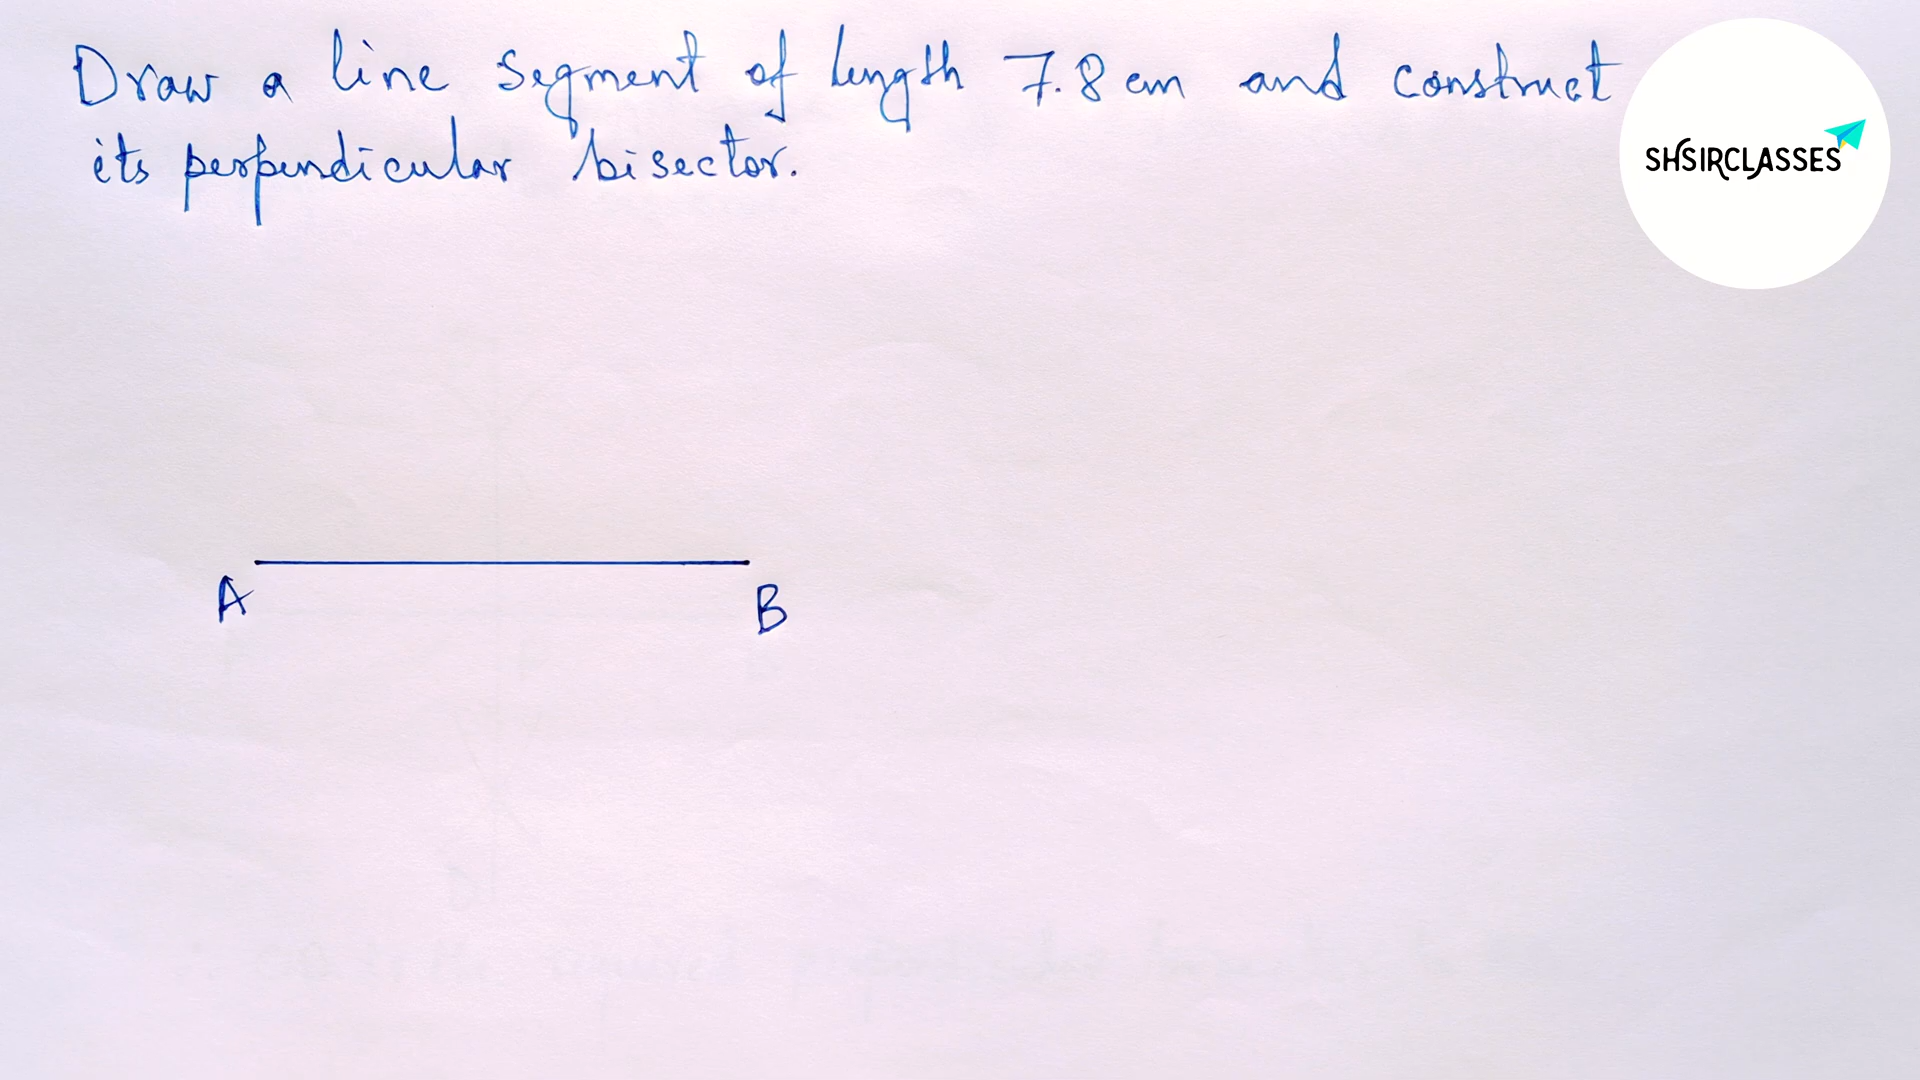 Draw a line segment of length 7.8 cm and construct
its perpendicular bisector.
SHSIRCLASSES
A
B